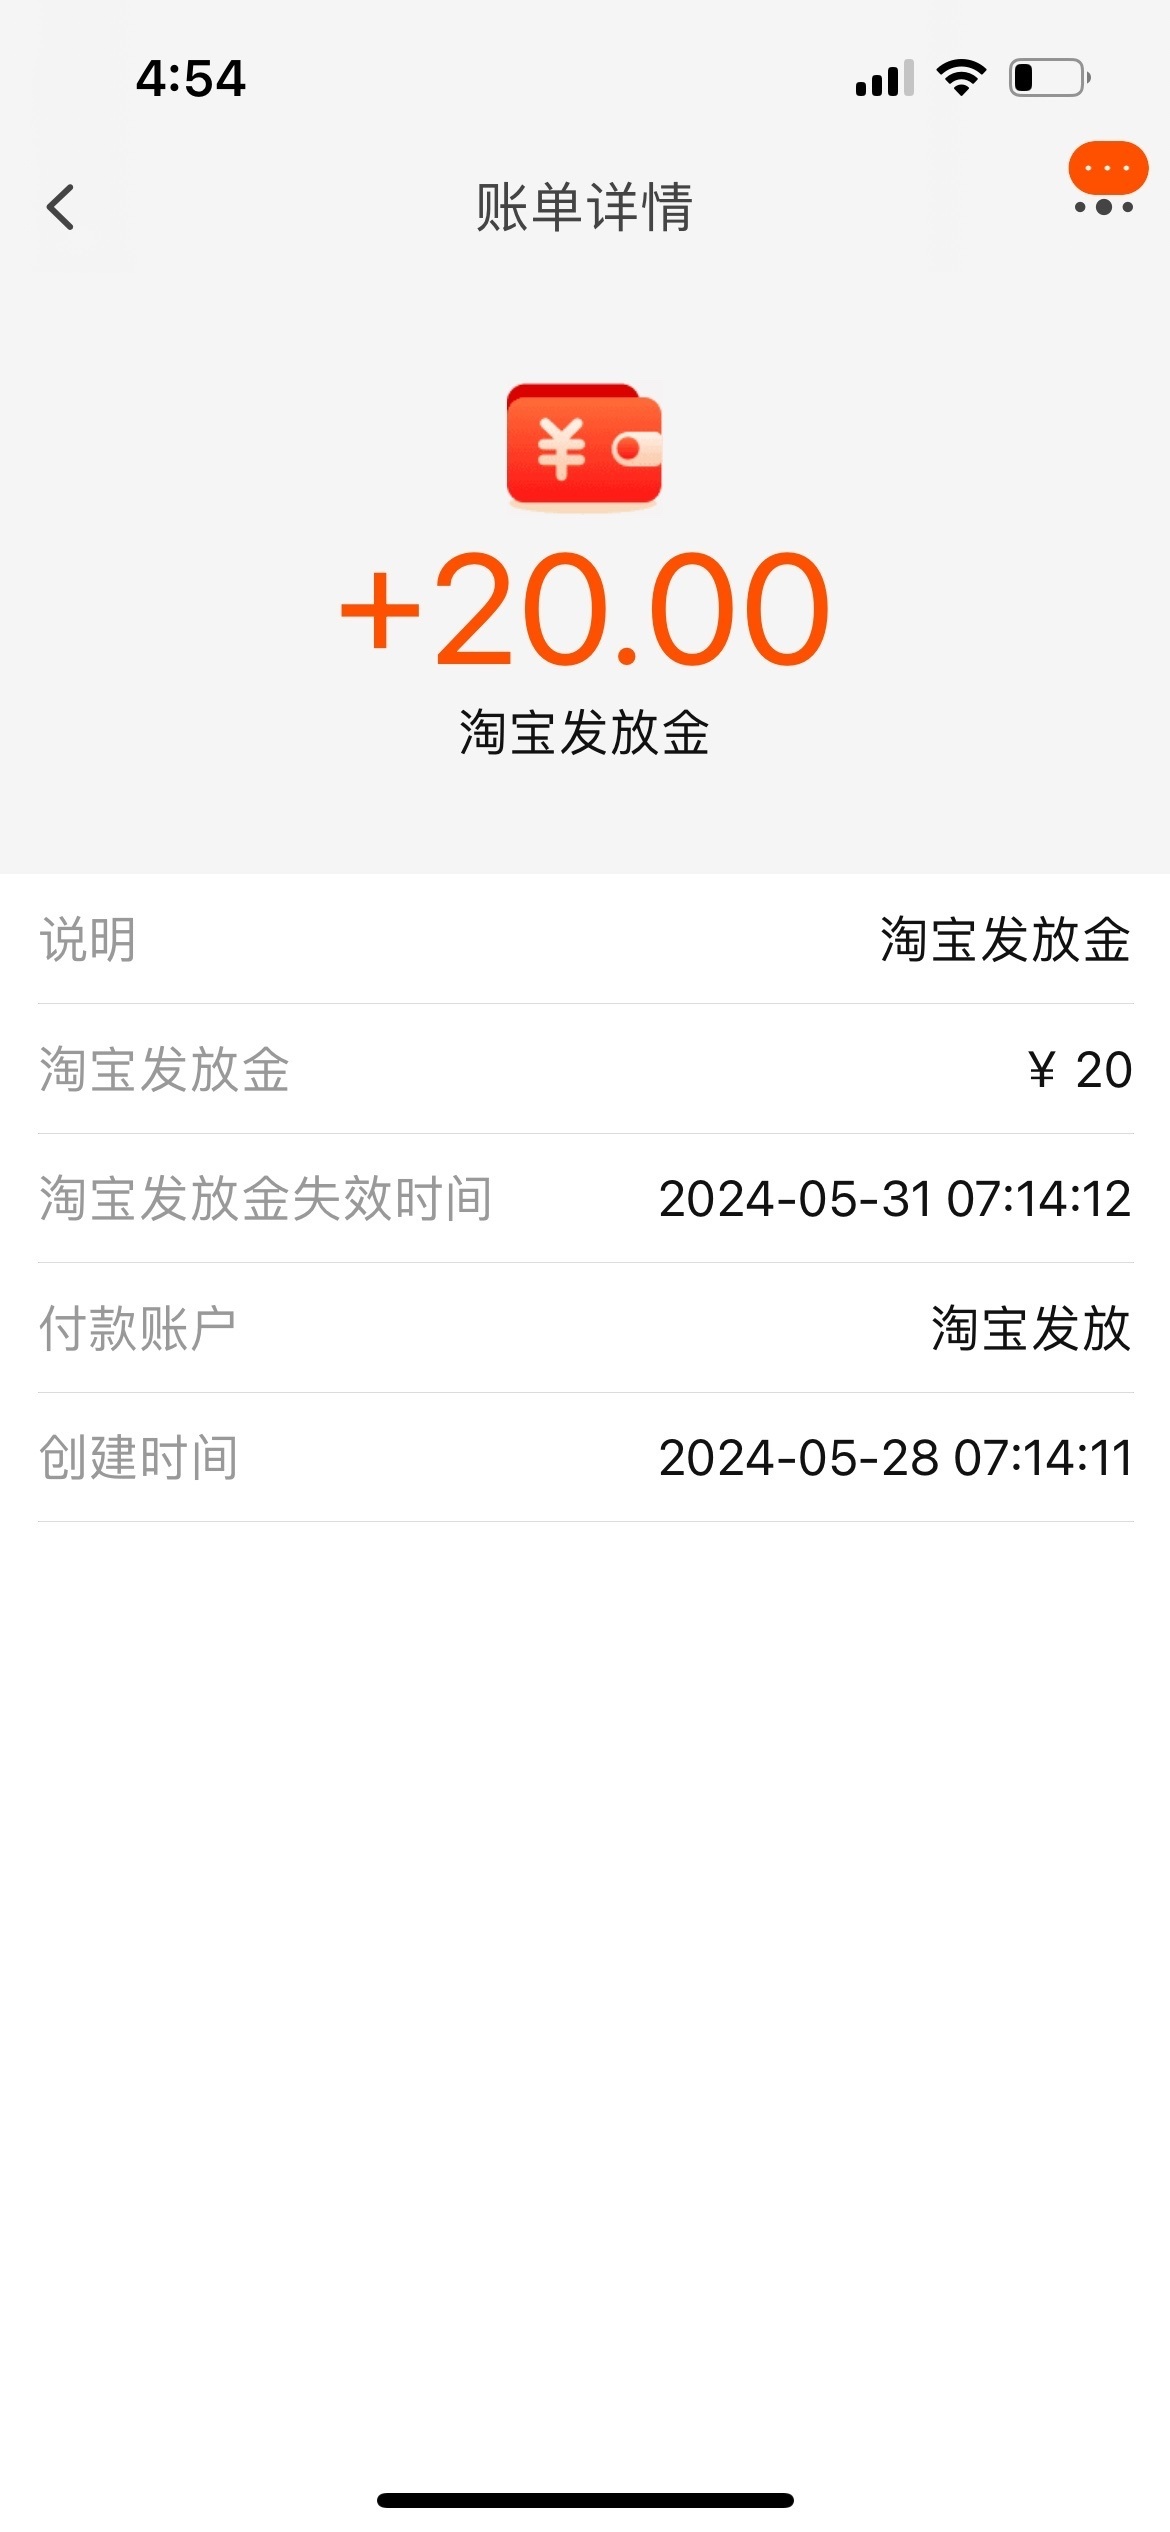 4:54
账单详情
¥
+20.00
淘宝发放金
说明 淘宝发放金
淘宝发放金 ¥ 20
淘宝发放金失效时间 2024-05-31 07:14:12
付款账户 淘宝发放
创建时间 2024-05-28 07:14:11